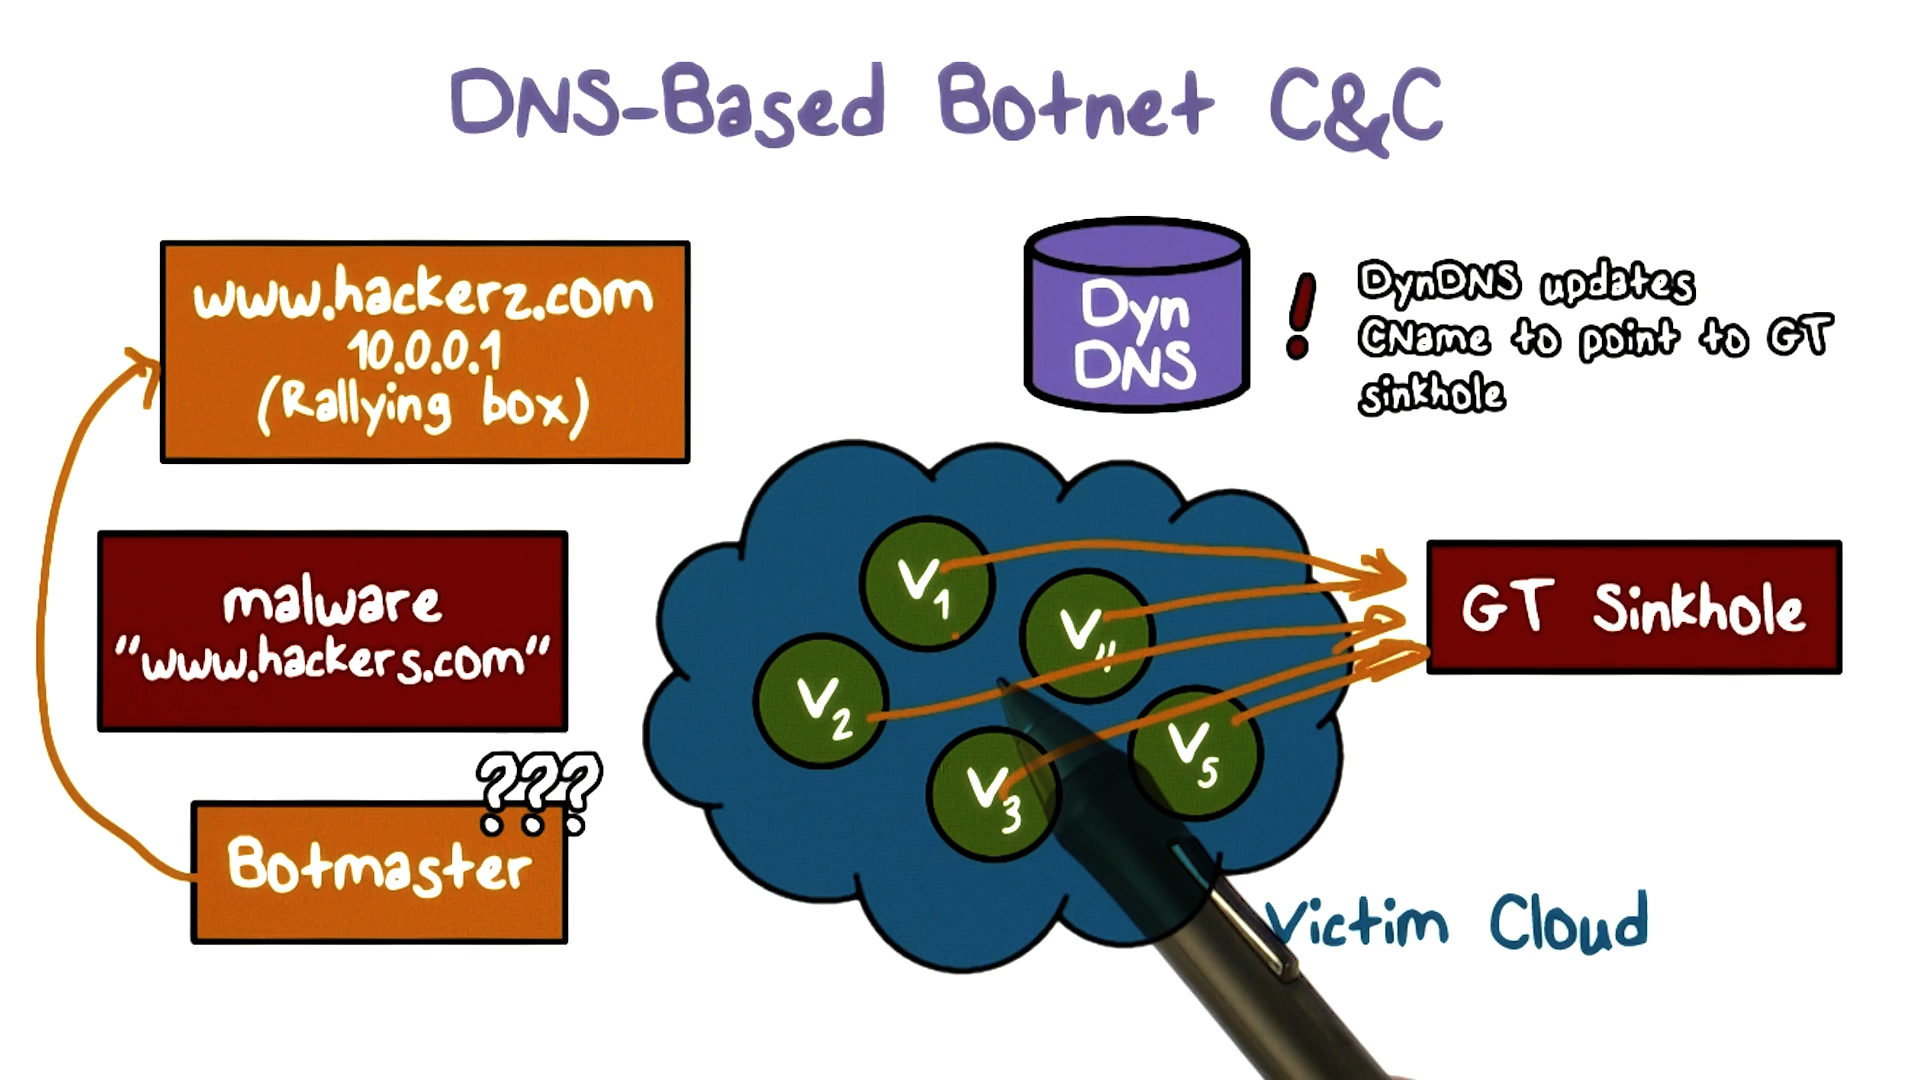 DNS-Based Botnet C&C
www.hackerz.com
10.0.0.1
(Rallying box)
Dyn
DNS
!
DynDNS updates
CName to point to GT
sinkhole
malware
"www.hackers.com"
???
Botmaster
V1
V2
V3
V4
V5
GT Sinkhole
Victim Cloud